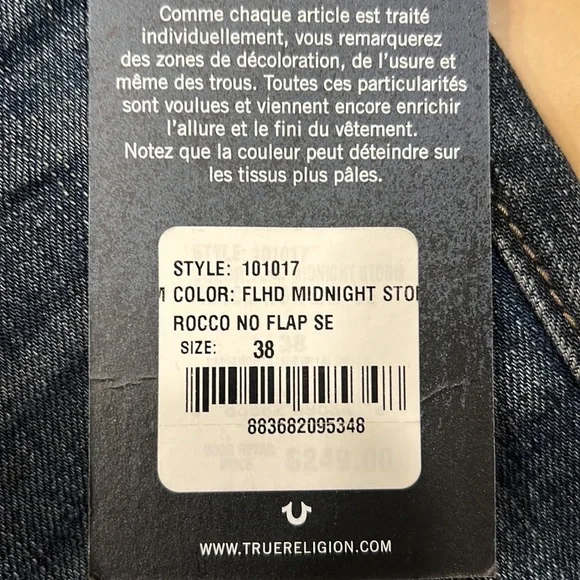 Comme chaque article est traité
individuellement, vous remarquerez
des zones de décoloration, de l'usure et
même des trous. Toutes ces particularités
sont voulues et viennent encore enrichir
l'allure et le fini du vêtement.
Notez que la couleur peut déteindre sur
les tissus plus pâles.
STYLE: 101017
COLOR: FLHD MIDNIGHT STO
ROCCO NO FLAP SE
SIZE: 38
883682095348
$249.00
WWW.TRUERELIGION.COM